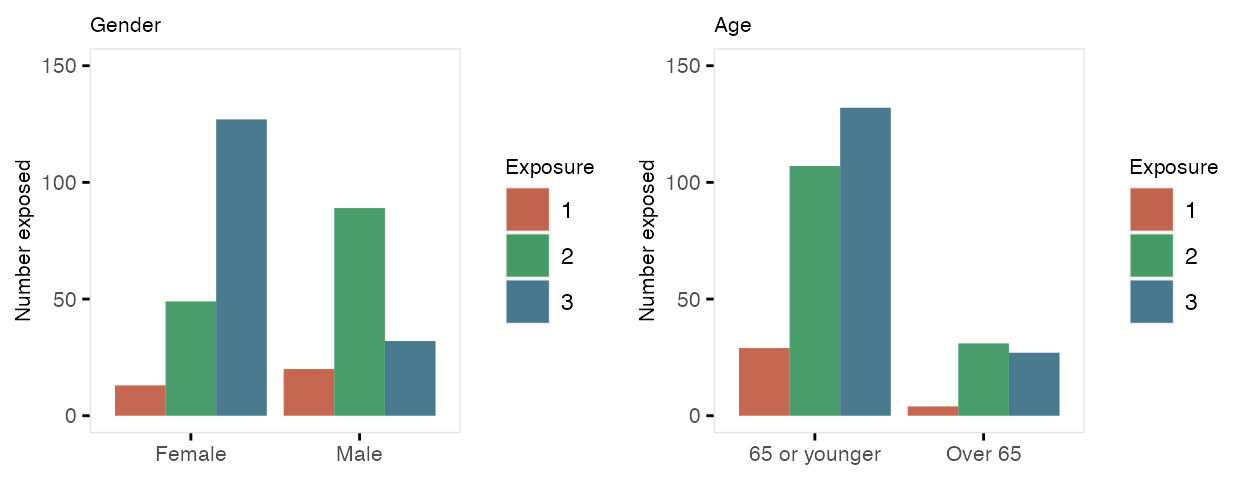 Gender
Number exposed
150
100
50
0
Female Male
Exposure
1
2
3
Age
Number exposed
150
100
50
0
65 or younger Over 65
Exposure
1
2
3